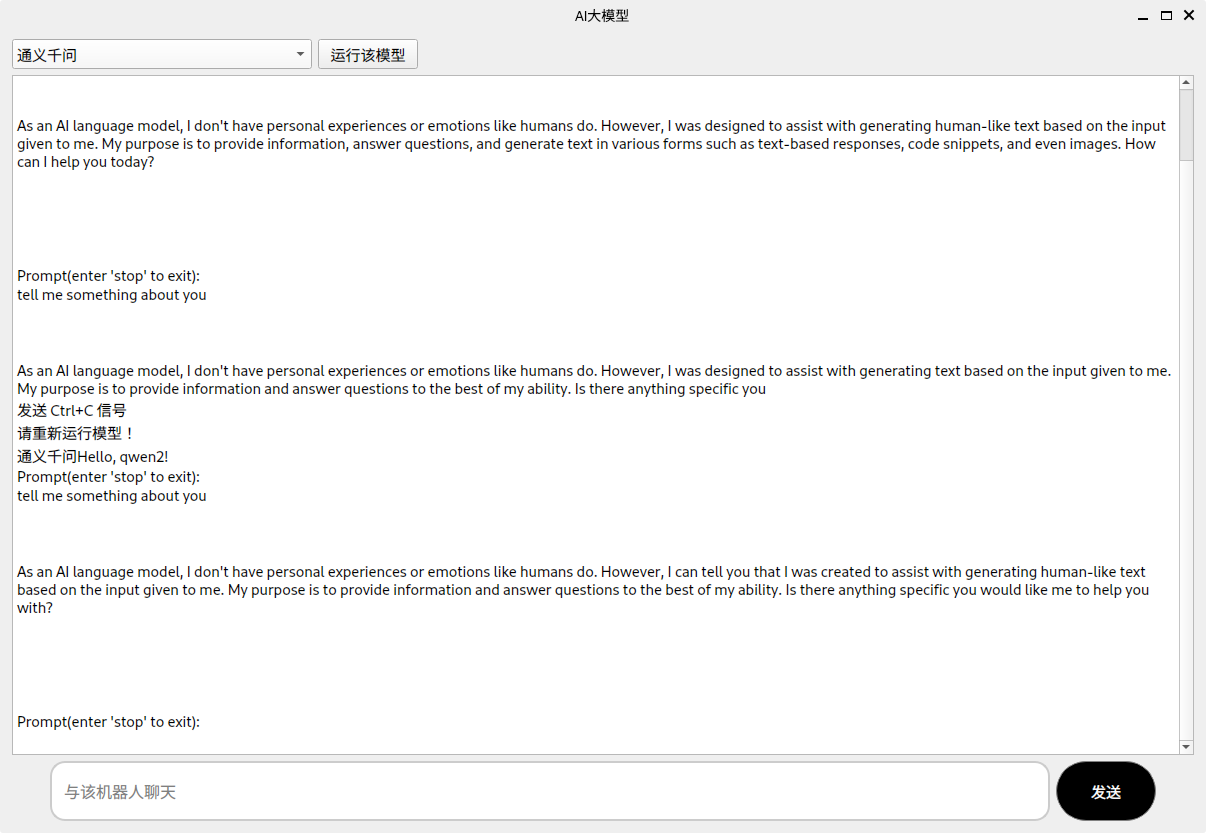 AI大模型
通义千问
运行该模型
As an AI language model, I don't have personal experiences or emotions like humans do. However, I was designed to assist with generating human-like text based on the input
given to me. My purpose is to provide information, answer questions, and generate text in various forms such as text-based responses, code snippets, and even images. How
can I help you today?
Prompt(enter 'stop' to exit):
tell me something about you
As an AI language model, I don't have personal experiences or emotions like humans do. However, I was designed to assist with generating text based on the input given to me.
My purpose is to provide information and answer questions to the best of my ability. Is there anything specific you
发送 Ctrl+C 信号
请重新运行模型！
通义千问Hello, qwen2!
Prompt(enter 'stop' to exit):
tell me something about you
As an AI language model, I don't have personal experiences or emotions like humans do. However, I can tell you that I was created to assist with generating human-like text
based on the input given to me. My purpose is to provide information and answer questions to the best of my ability. Is there anything specific you would like me to help you
with?
Prompt(enter 'stop' to exit):
与该机器人聊天
发送